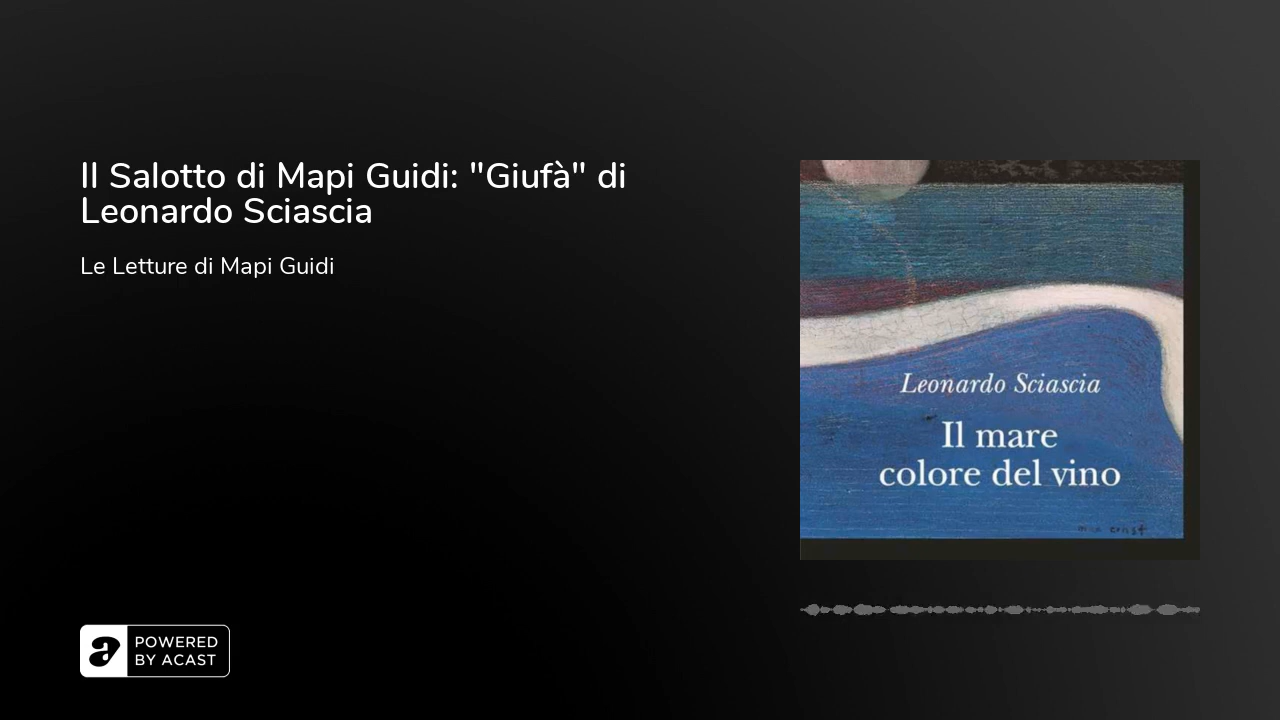 Il Salotto di Mapi Guidi: "Giufà" di
Leonardo Sciascia
Le Letture di Mapi Guidi
Leonardo Sciascia
Il mare
colore del vino
POWERED
BY ACAST